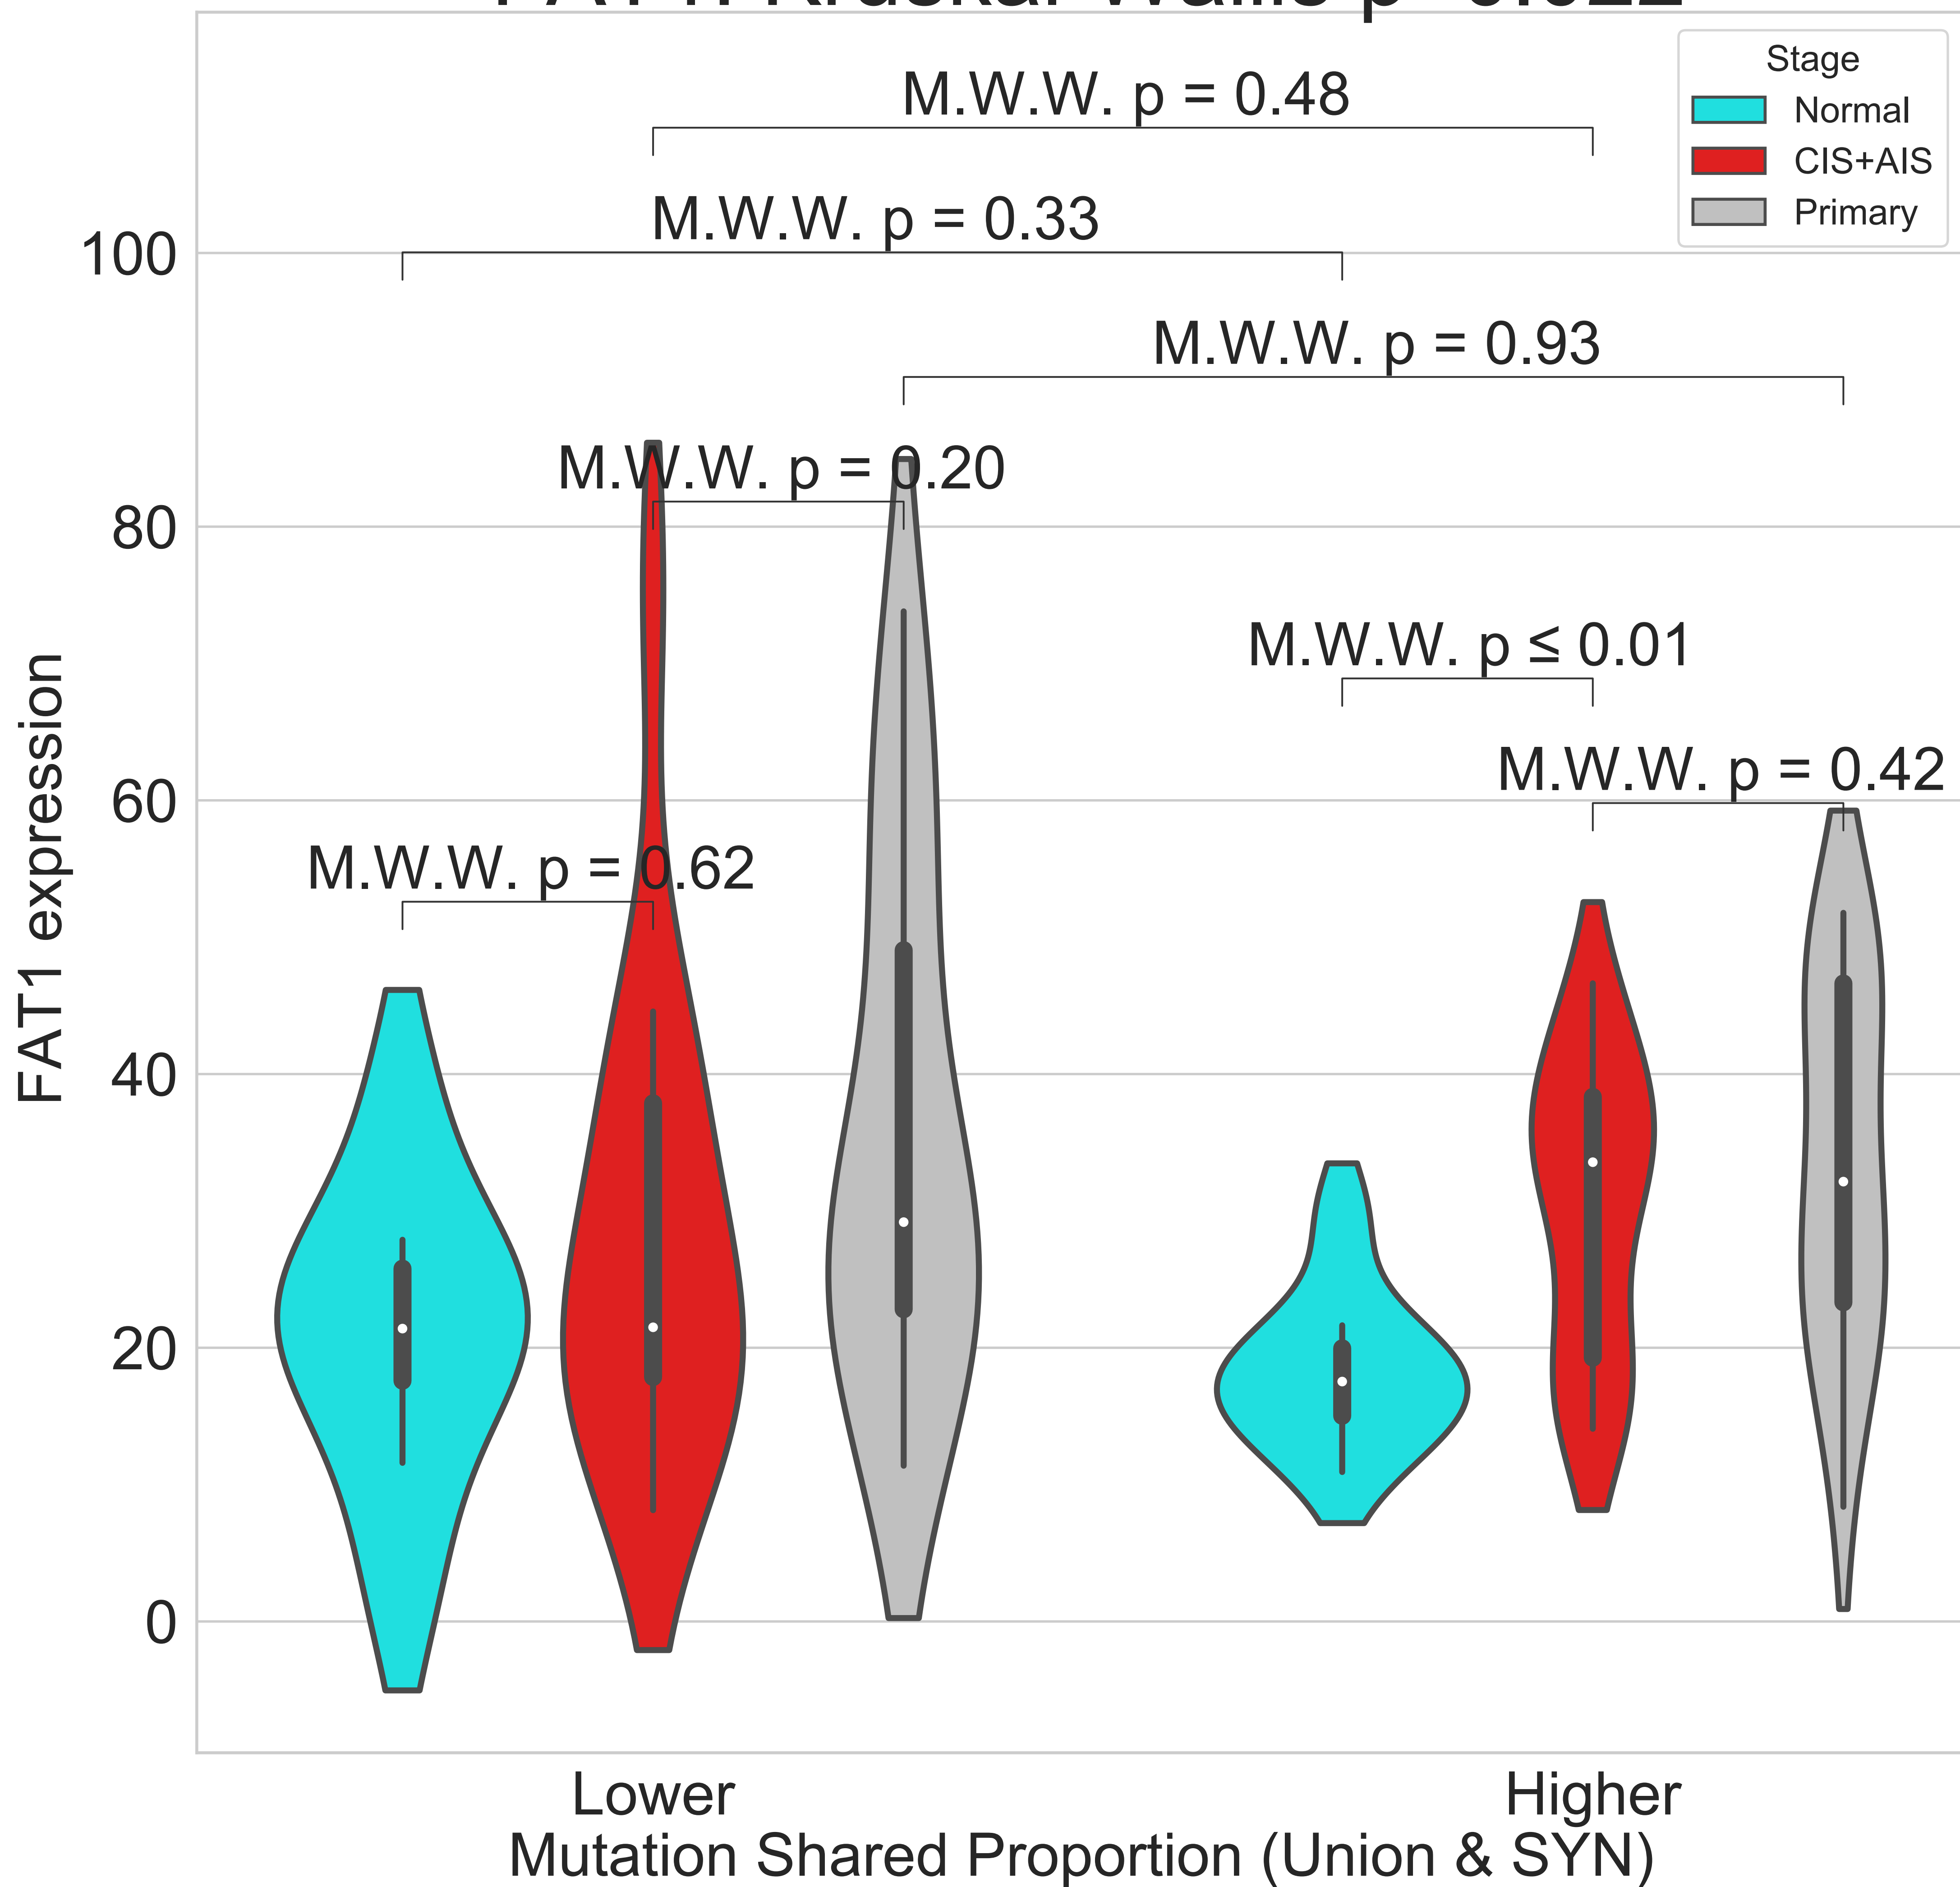 Stage
Normal
CIS+AIS
Primary
M.W.W. p = 0.48
M.W.W. p = 0.33
M.W.W. p = 0.93
M.W.W. p = 0.20
M.W.W. p ≤ 0.01
M.W.W. p = 0.42
M.W.W. p = 0.62
100
80
60
40
20
0
FAT1 expression
Lower
Higher
Mutation Shared Proportion (Union & SYN)